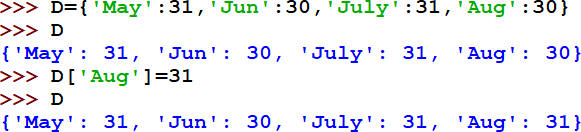 >>> D={'May':31,'Jun':30,'July':31,'Aug':30}
>>> D
{'May': 31, 'Jun': 30, 'July': 31, 'Aug': 30}
>>> D['Aug']=31
>>> D
{'May': 31, 'Jun': 30, 'July': 31, 'Aug': 31}